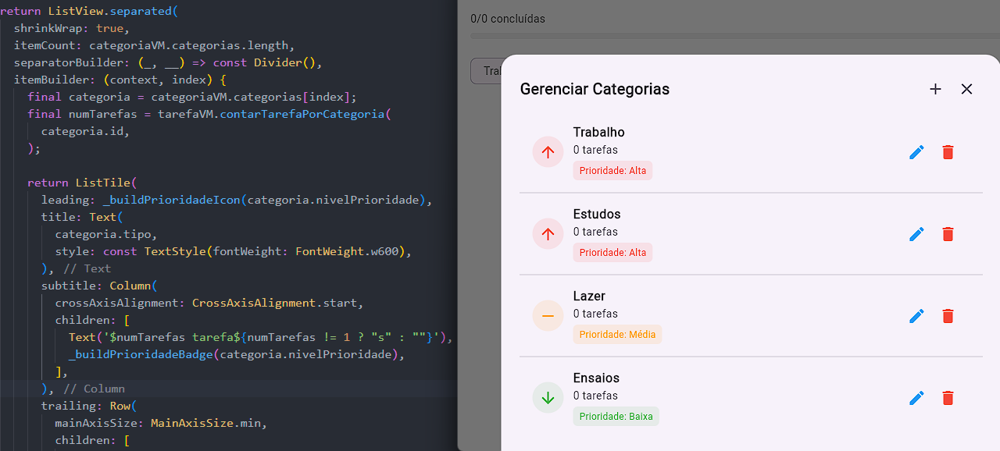 return ListView.separated(
shrinkWrap: true,
itemCount: categoriaVM.categorias.length,
separatorBuilder: (_, __) => const Divider(),
itemBuilder: (context, index) {
final categoria = categoriaVM.categorias[index];
final numTarefas = tarefaVM.contarTarefaPorCategoria(
categoria.id,
);
return ListTile(
leading: _buildPrioridadeIcon(categoria.nivelPrioridade),
title: Text(
categoria.tipo,
style: const TextStyle(fontWeight: FontWeight.w600),
), // Text
subtitle: Column(
crossAxisAlignment: CrossAxisAlignment.start,
children: [
Text('$numTarefas tarefa${numTarefas != 1 ? "s" : ""}'),
_buildPrioridadeBadge(categoria.nivelPrioridade),
],
), // Column
trailing: Row(
mainAxisSize: MainAxisSize.min,
children: [
0/0 concluídas
Gerenciar Categorias
Trabalho
0 tarefas
Prioridade: Alta
Estudos
0 tarefas
Prioridade: Alta
Lazer
0 tarefas
Prioridade: Média
Ensaios
0 tarefas
Prioridade: Baixa